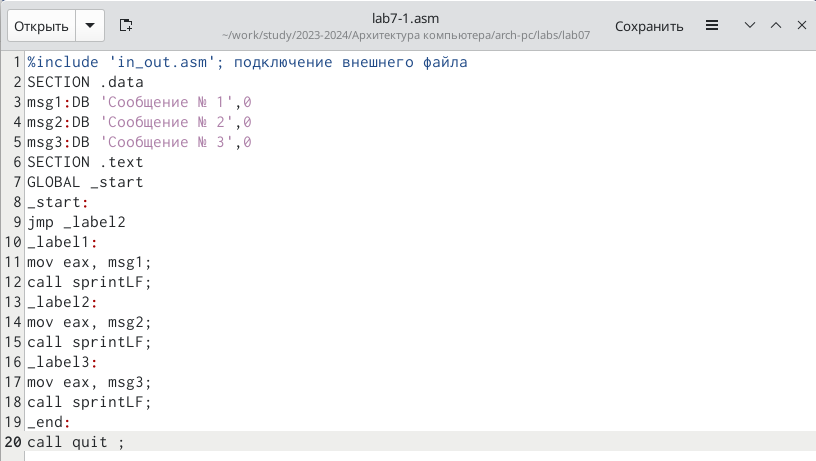 Открыть
lab7-1.asm
~/work/study/2023-2024/Архитектура компьютера/arch-pc/labs/lab07
Сохранить
1 %include 'in_out.asm'; подключение внешнего файла
2 SECTION .data
3 msg1:DB 'Сообщение № 1',0
4 msg2:DB 'Сообщение № 2',0
5 msg3:DB 'Сообщение № 3',0
6 SECTION .text
7 GLOBAL _start
8 _start:
9 jmp _label2
10 _label1:
11 mov eax, msg1;
12 call sprintLF;
13 _label2:
14 mov eax, msg2;
15 call sprintLF;
16 _label3:
17 mov eax, msg3;
18 call sprintLF;
19 _end:
20 call quit ;